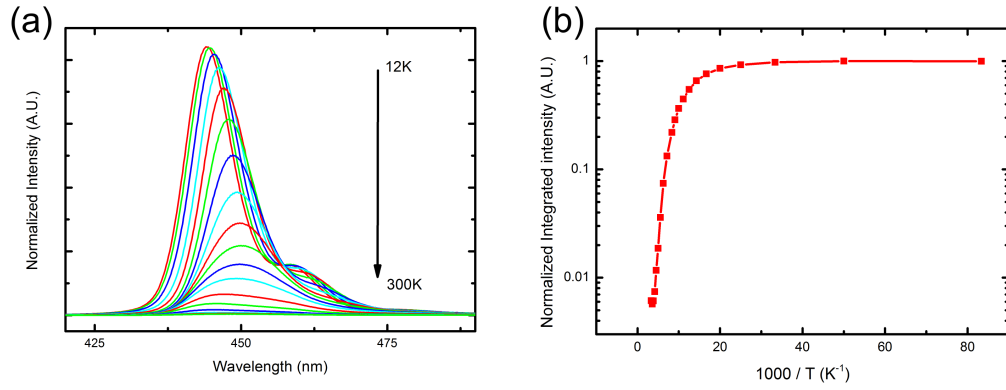 (a)
Normalized Intensity (A.U.)
12K
300K
425
450
475
Wavelength (nm)
(b)
Normalized Integrated intensity (A.U.)
1
0.1
0.01
0
20
40
60
80
1000 / T (K⁻¹)